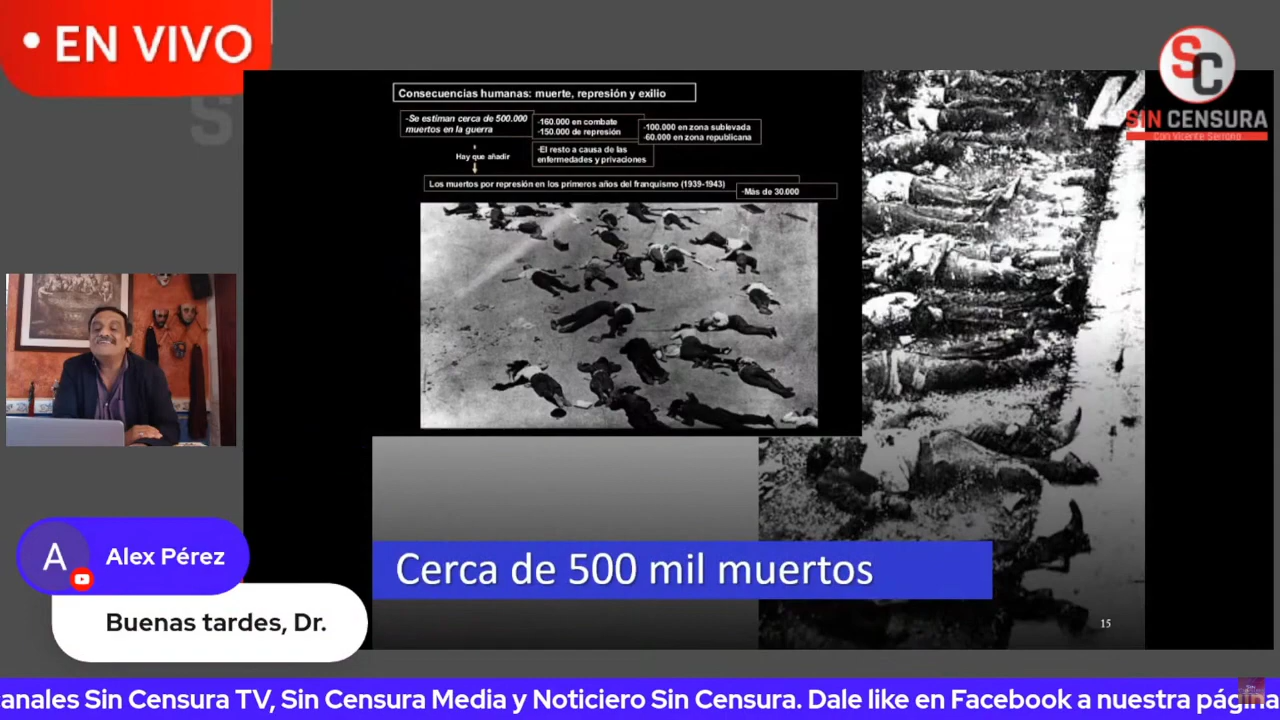 • EN VIVO
SC
SIN CENSURA
Con Vicente Serrano
Consecuencias humanas: muerte, represión y exilio
-Se estiman cerca de 500.000
muertos en la guerra
-160.000 en combate
-150.000 de represión
-100.000 en zona sublevada
-60.000 en zona republicana
-El resto a causa de las
enfermedades y privaciones
Hay que añadir
Los muertos por represión en los primeros años del franquismo (1939-1943)
-Más de 30.000
Cerca de 500 mil muertos
15
A
Alex Pérez
Buenas tardes, Dr.
canales Sin Censura TV, Sin Censura Media y Noticiero Sin Censura. Dale like en Facebook a nuestra página